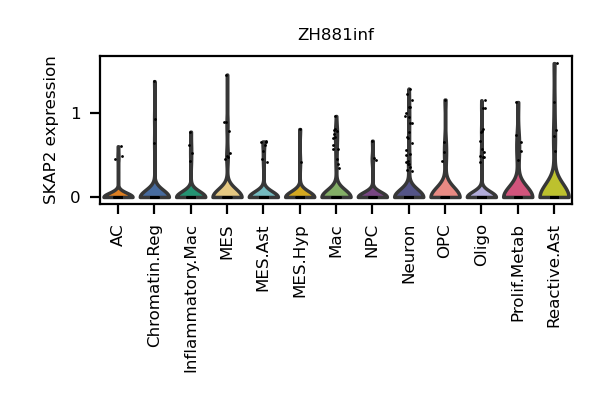 ZH881inf
SKAP2 expression
1
0
AC
Chromatin.Reg
Inflammatory.Mac
MES
MES.Ast
MES.Hyp
Mac
NPC
Neuron
OPC
Oligo
Prolif.Metab
Reactive.Ast